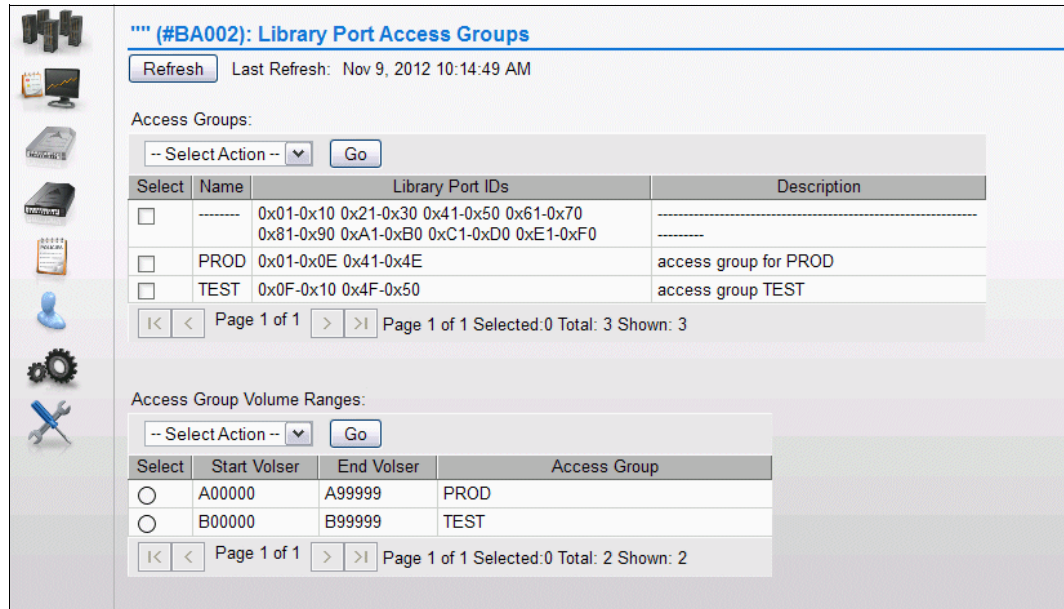 "" (#BA002): Library Port Access Groups
Refresh Last Refresh: Nov 9, 2012 10:14:49 AM
Access Groups:
-- Select Action -- Go
Select Name Library Port IDs Description
-------- 0x01-0x10 0x21-0x30 0x41-0x50 0x61-0x70 -------------------------------------------------------------
0x81-0x90 0xA1-0xB0 0xC1-0xD0 0xE1-0xF0 ---------
PROD 0x01-0x0E 0x41-0x4E access group for PROD
TEST 0x0F-0x10 0x4F-0x50 access group TEST
Page 1 of 1 Page 1 of 1 Selected:0 Total: 3 Shown: 3
Access Group Volume Ranges:
-- Select Action -- Go
Select Start Volser End Volser Access Group
A00000 A99999 PROD
B00000 B99999 TEST
Page 1 of 1 Page 1 of 1 Selected:0 Total: 2 Shown: 2